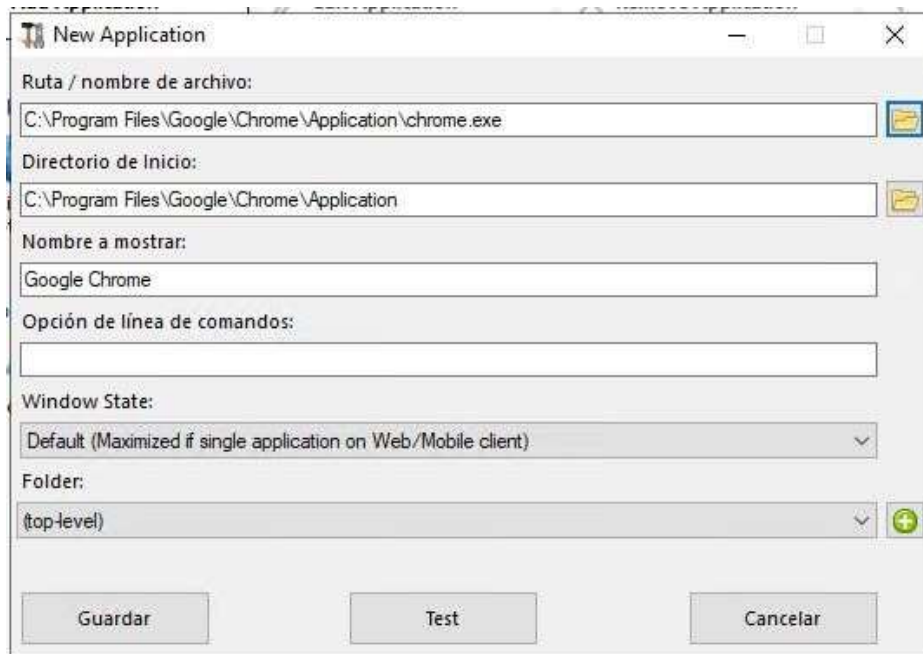 New Application
Ruta / nombre de archivo:
C:\Program Files\Google\Chrome\Application\chrome.exe
Directorio de Inicio:
C:\Program Files\Google\Chrome\Application
Nombre a mostrar:
Google Chrome
Opción de línea de comandos:
Window State:
Default (Maximized if single application on Web/Mobile client)
Folder:
(top-level)
Guardar Test Cancelar